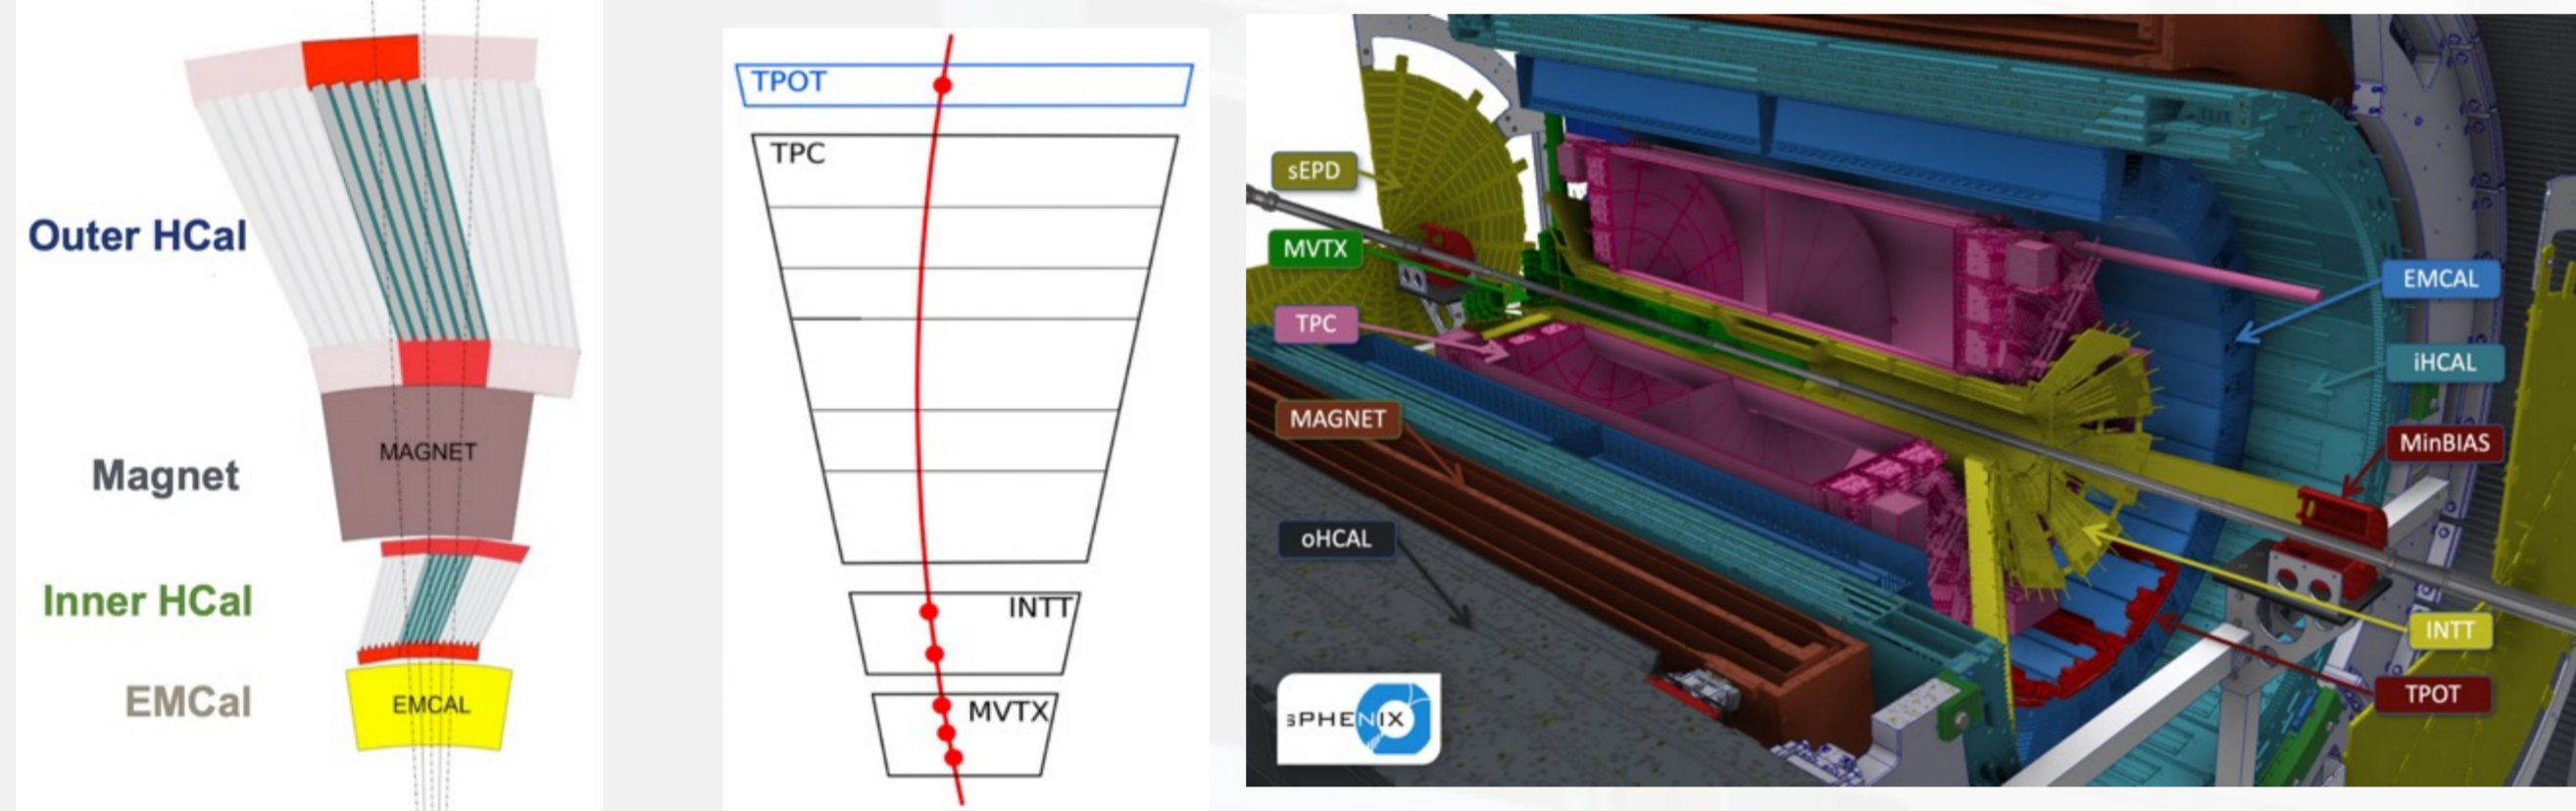 Outer HCal
Magnet
MAGNET
Inner HCal
EMCal
EMCAL
TPOT
TPC
INTT
MVTX
sEPD
MVTX
TPC
MAGNET
oHCAL
sPHENIX
EMCAL
iHCAL
MinBIAS
INTT
TPOT